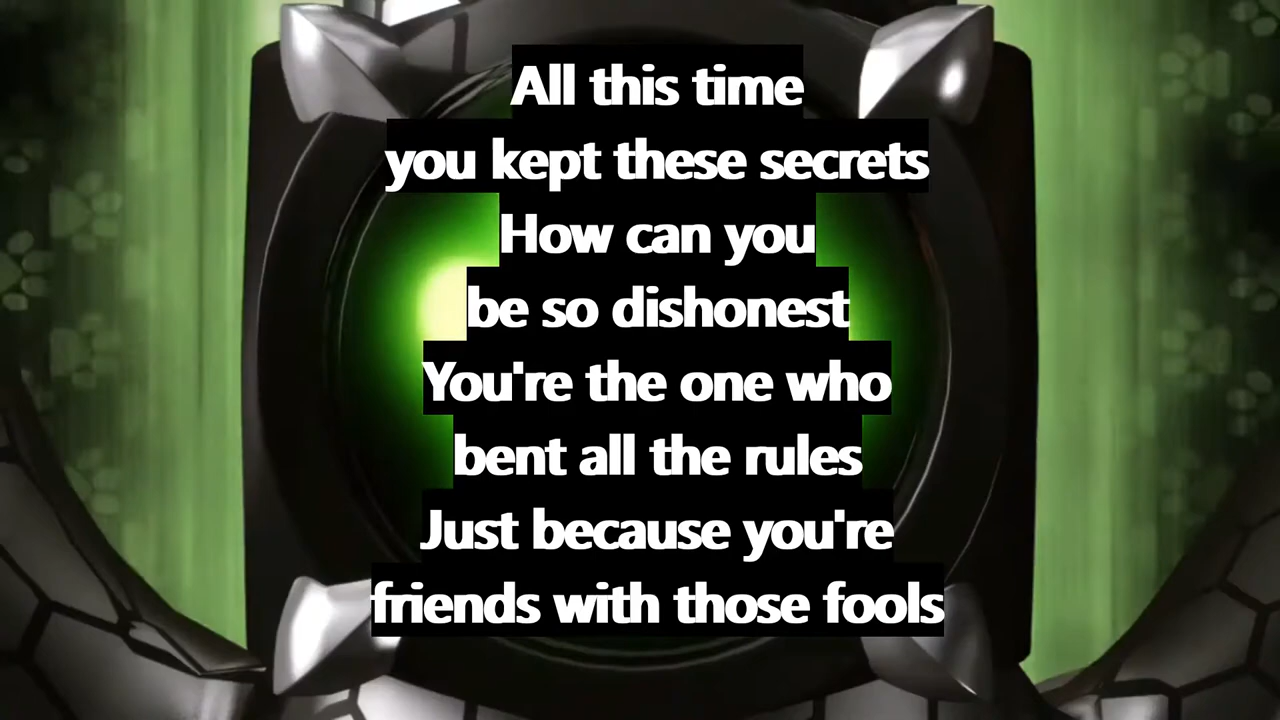 All this time
you kept these secrets
How can you
be so dishonest
You're the one who
bent all the rules
Just because you're
friends with those fools